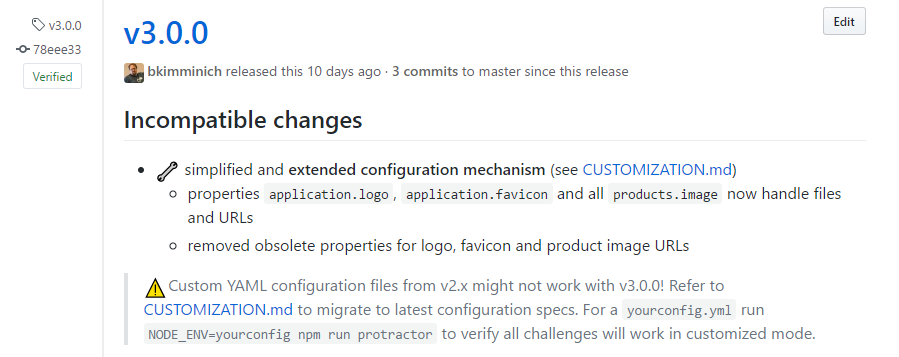 v3.0.0
78eee33
Verified
v3.0.0
Edit
bkimminich released this 10 days ago · 3 commits to master since this release
Incompatible changes
simplified and extended configuration mechanism (see CUSTOMIZATION.md)
properties application.logo, application.favicon and all products.image now handle files
and URLs
removed obsolete properties for logo, favicon and product image URLs
Custom YAML configuration files from v2.x might not work with v3.0.0! Refer to
CUSTOMIZATION.md to migrate to latest configuration specs. For a yourconfig.yml run
NODE_ENV=yourconfig npm run protractor to verify all challenges will work in customized mode.